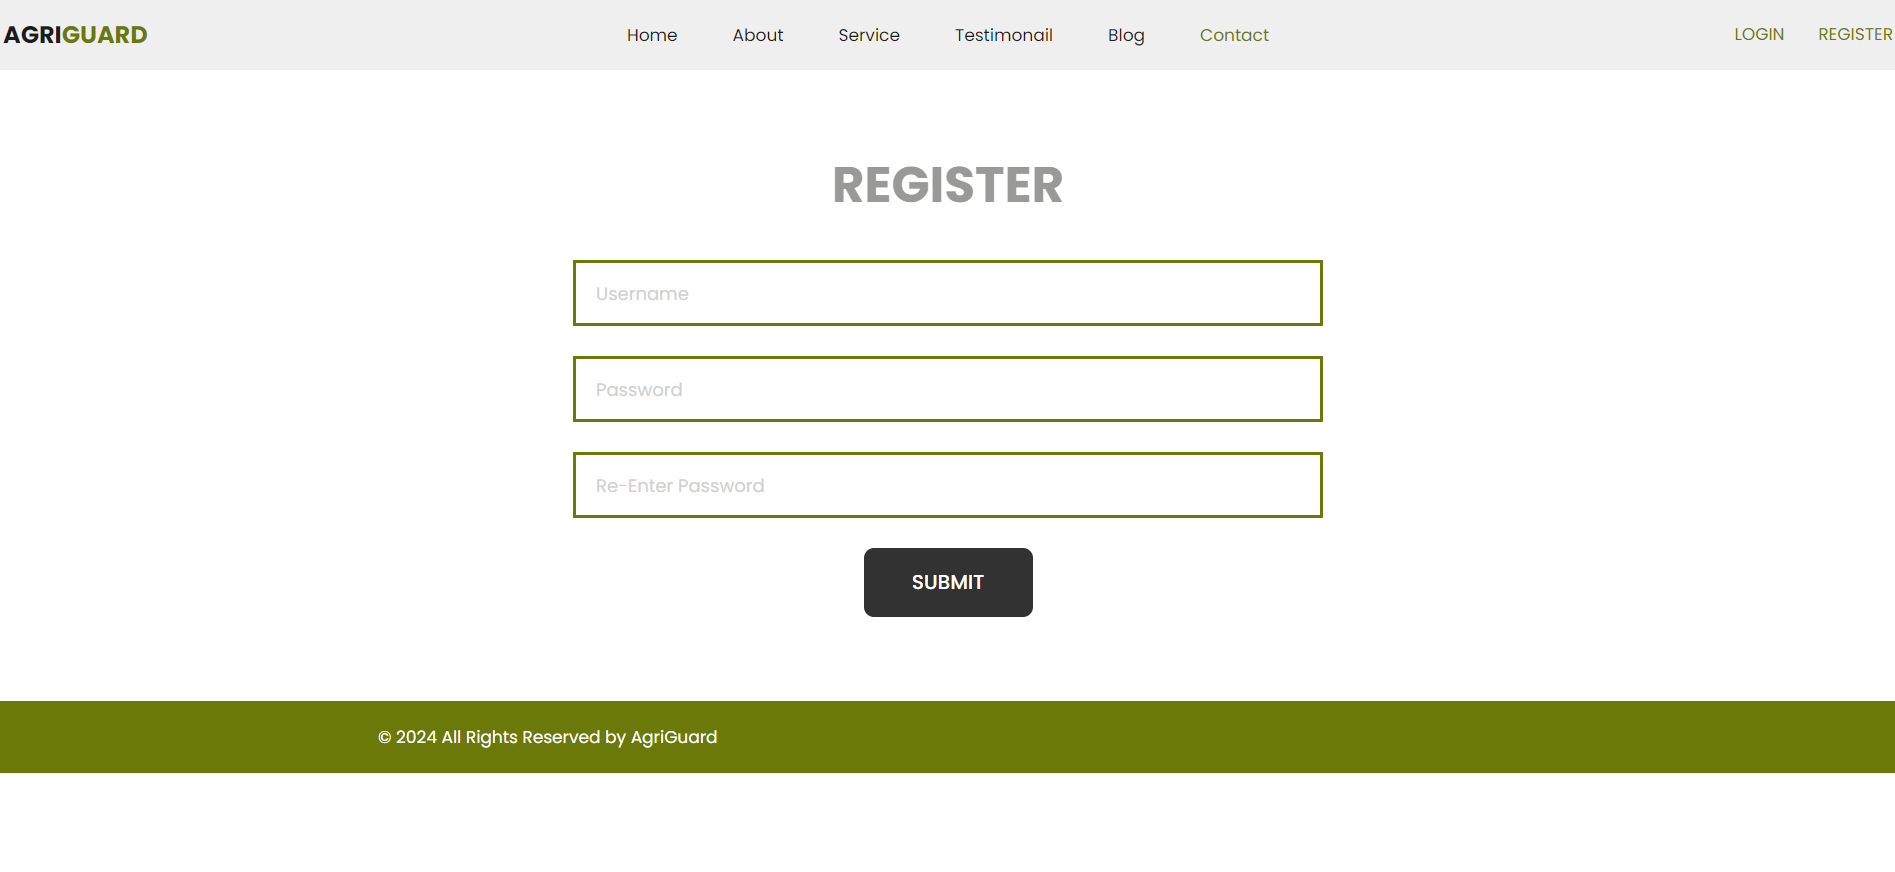 AGRIGUARD Home About Service Testimonail Blog Contact LOGIN REGISTER
REGISTER
Username
Password
Re-Enter Password
SUBMIT
© 2024 All Rights Reserved by AgriGuard